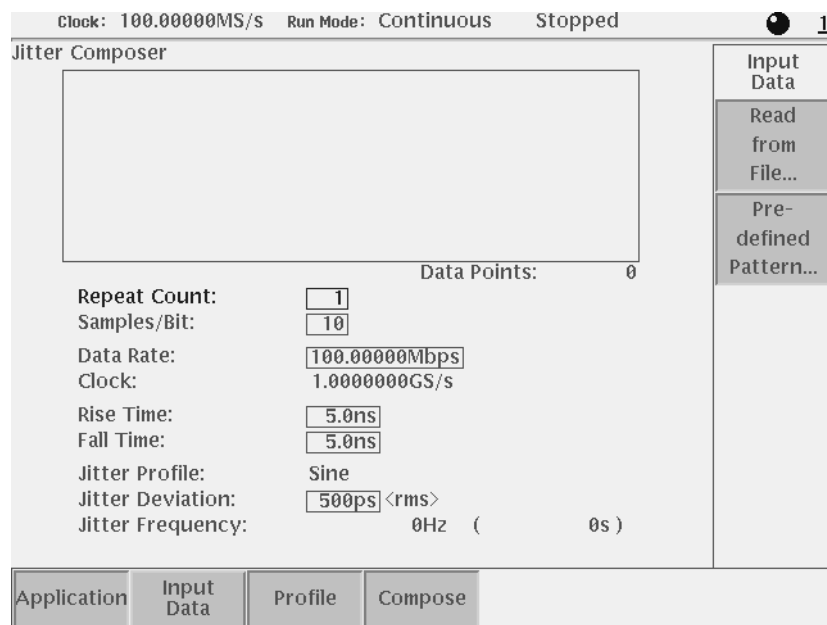 Clock: 100.00000MS/s Run Mode: Continuous Stopped 1
Jitter Composer
Input
Data
Read
from
File...
Pre-
defined
Pattern...
Data Points: 0
Repeat Count: 1
Samples/Bit: 10
Data Rate: 100.00000Mbps
Clock: 1.0000000GS/s
Rise Time: 5.0ns
Fall Time: 5.0ns
Jitter Profile: Sine
Jitter Deviation: 500ps <rms>
Jitter Frequency: 0Hz ( 0s )
Application
Input
Data
Profile
Compose